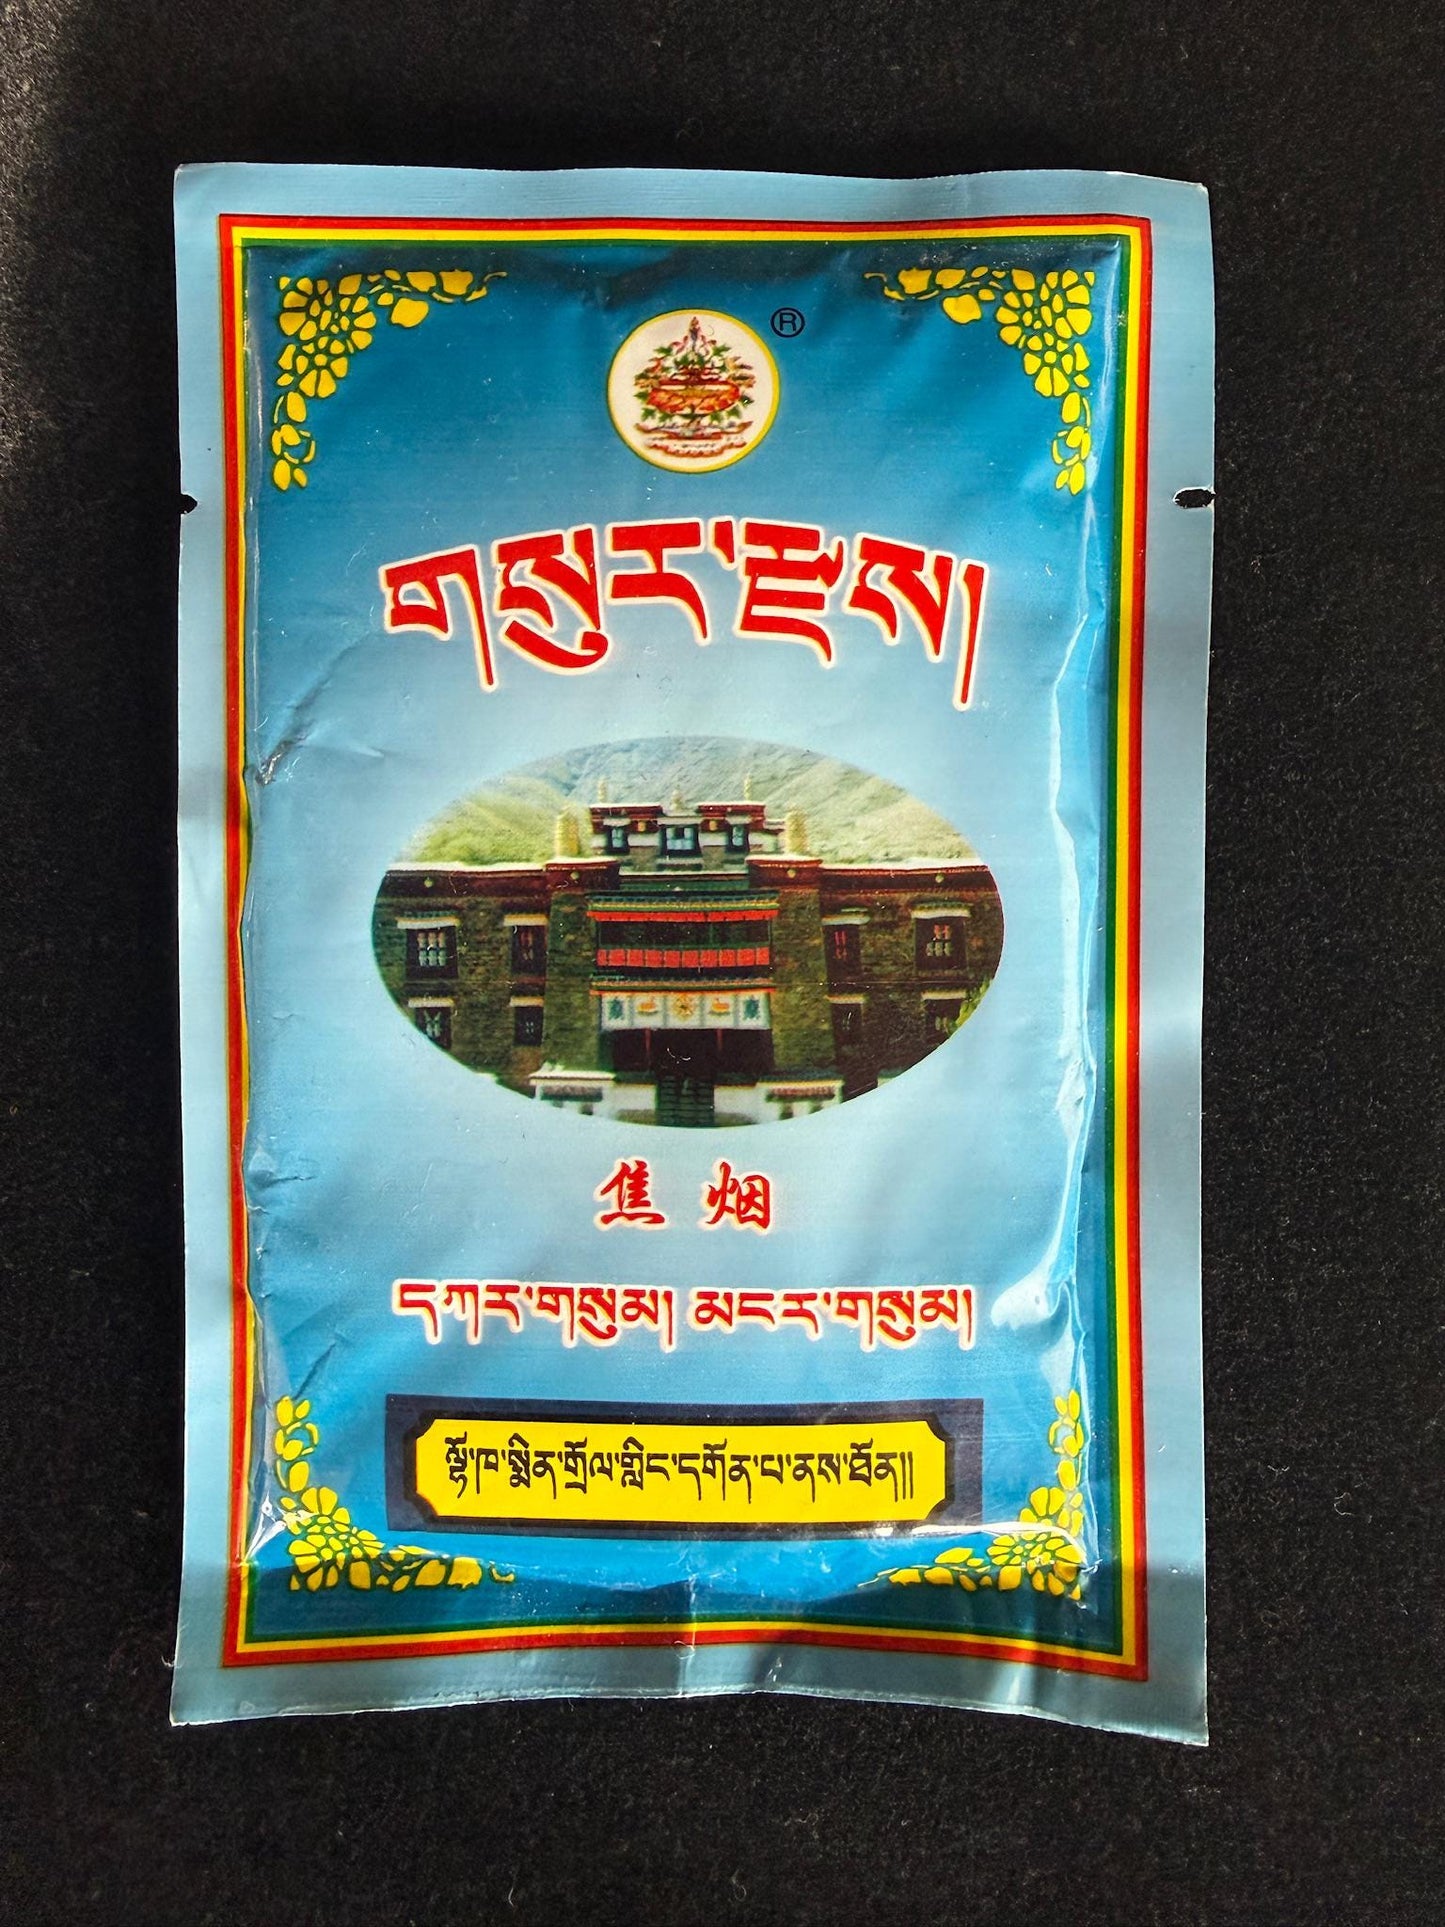 ®
གསུར་རྫས།
焦烟
དཀར་གསུམ། མངར་གསུམ།
ལྷོ་ཁ་སྨིན་གྲོལ་གླིང་དགོན་པ་ནས་ཐོན།།